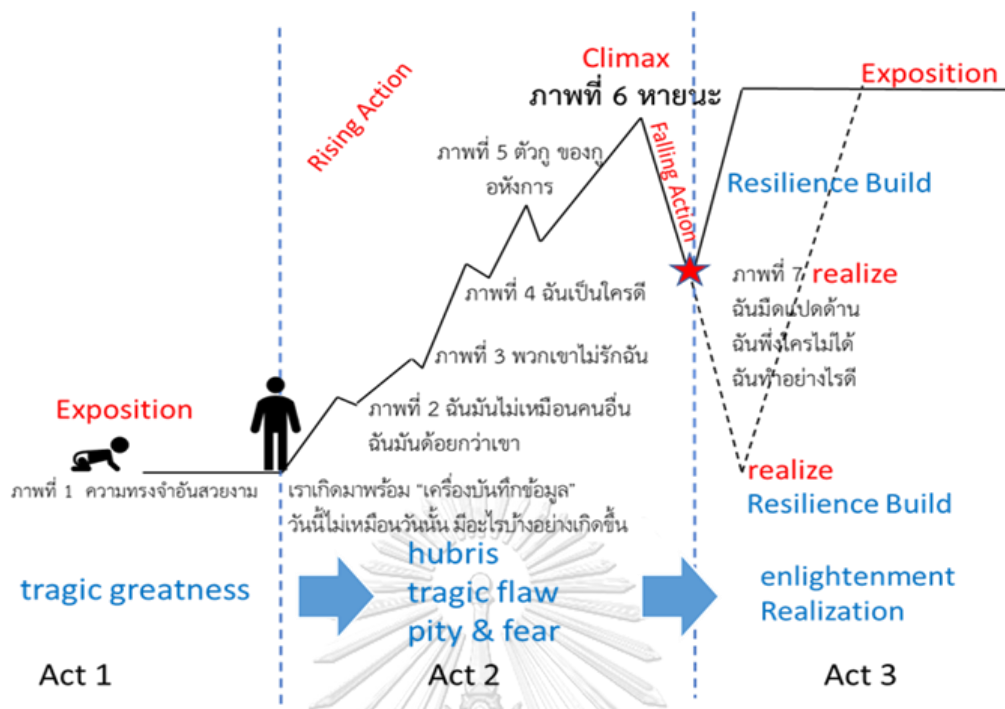 Climax
ภาพที่ 6 หายนะ
Exposition
Rising Action
ภาพที่ 5 ตัวกู ของกู
อหังการ
Falling Action
Resilience Build
ภาพที่ 7 realize
ฉันมืดแปดด้าน
ฉันพึ่งใครไม่ได้
ฉันทำอย่างไรดี
ภาพที่ 4 ฉันเป็นใครดี
ภาพที่ 3 พวกเขาไม่รักฉัน
Exposition
ภาพที่ 2 ฉันมันไม่เหมือนคนอื่น
ฉันมันด้อยกว่าเขา
ภาพที่ 1 ความทรงจำอันสวยงาม
เราเกิดมาพร้อม “เครื่องบันทึกข้อมูล”
วันนี้ไม่เหมือนวันนั้น มีอะไรบ้างอย่างเกิดขึ้น
realize
Resilience Build
tragic greatness
hubris
tragic flaw
pity & fear
enlightenment
Realization
Act 1
Act 2
Act 3